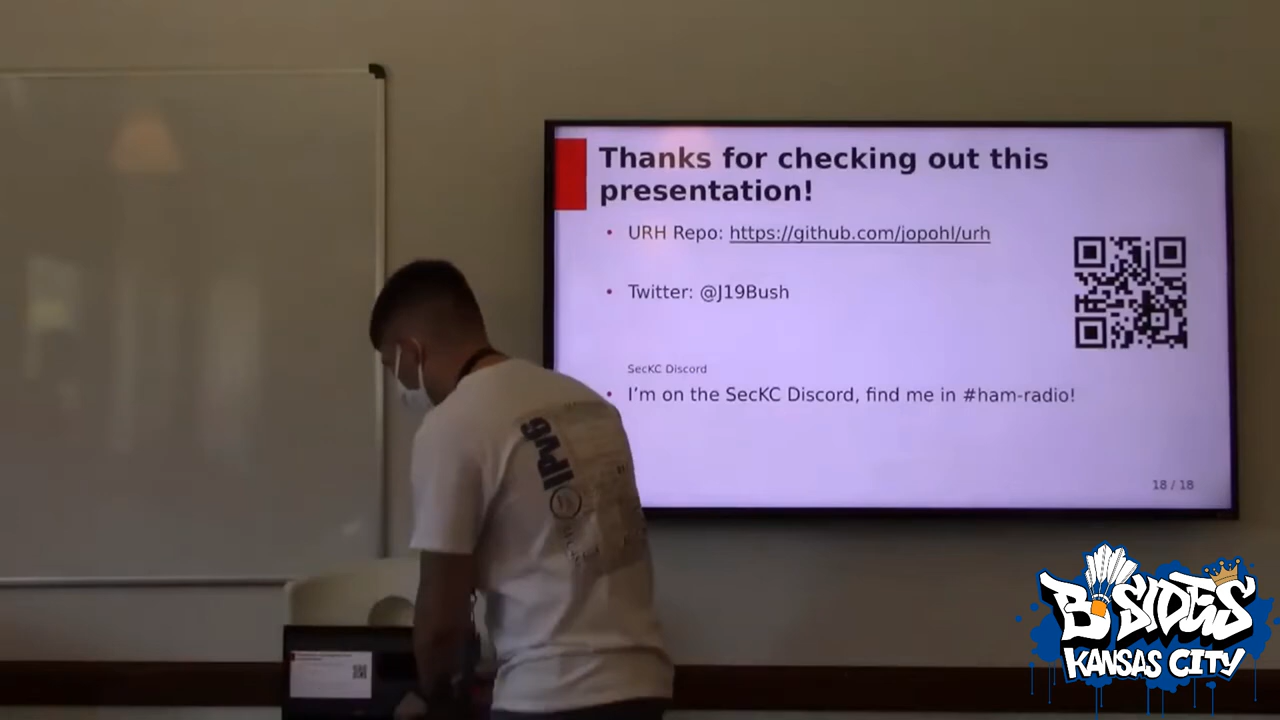 Thanks for checking out this
presentation!
• URH Repo: https://github.com/jopohl/urh
• Twitter: @J19Bush
SecKC Discord
• I'm on the SecKC Discord, find me in #ham-radio!
18 / 18
IPv6
B SIDES
KANSAS CITY